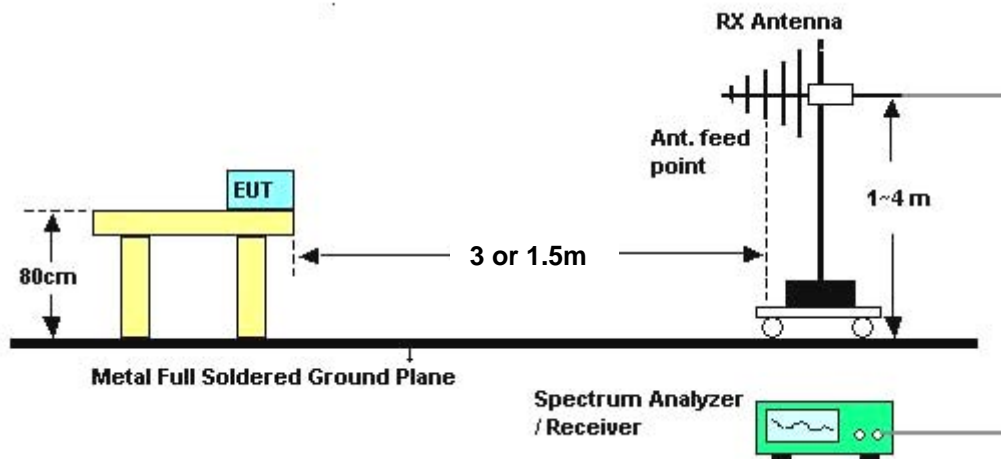 RX Antenna
Ant. feed
point
EUT
1~4 m
3 or 1.5m
80cm
Metal Full Soldered Ground Plane
Spectrum Analyzer
/ Receiver